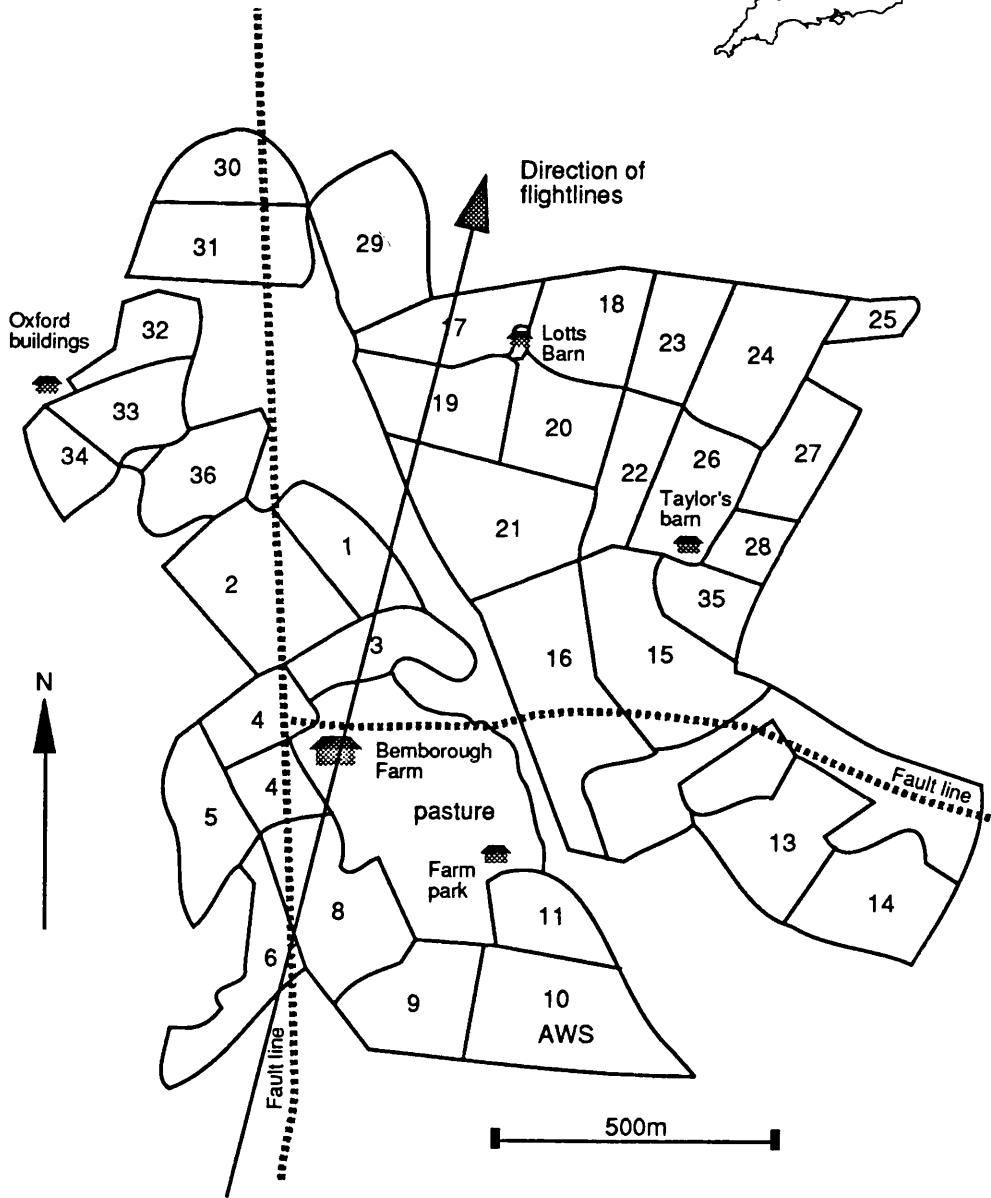 Direction of
flightlines
30
31
29
18
25
17
Lotts
Barn
23
24
Oxford
buildings
32
19
33
20
27
34
36
22
26
Taylor's
barn
21
28
1
2
35
3
16
15
N
4
Bemborough
Farm
Fault line
4
pasture
5
13
Farm
park
8
11
14
6
9
10
AWS
Fault line
500m